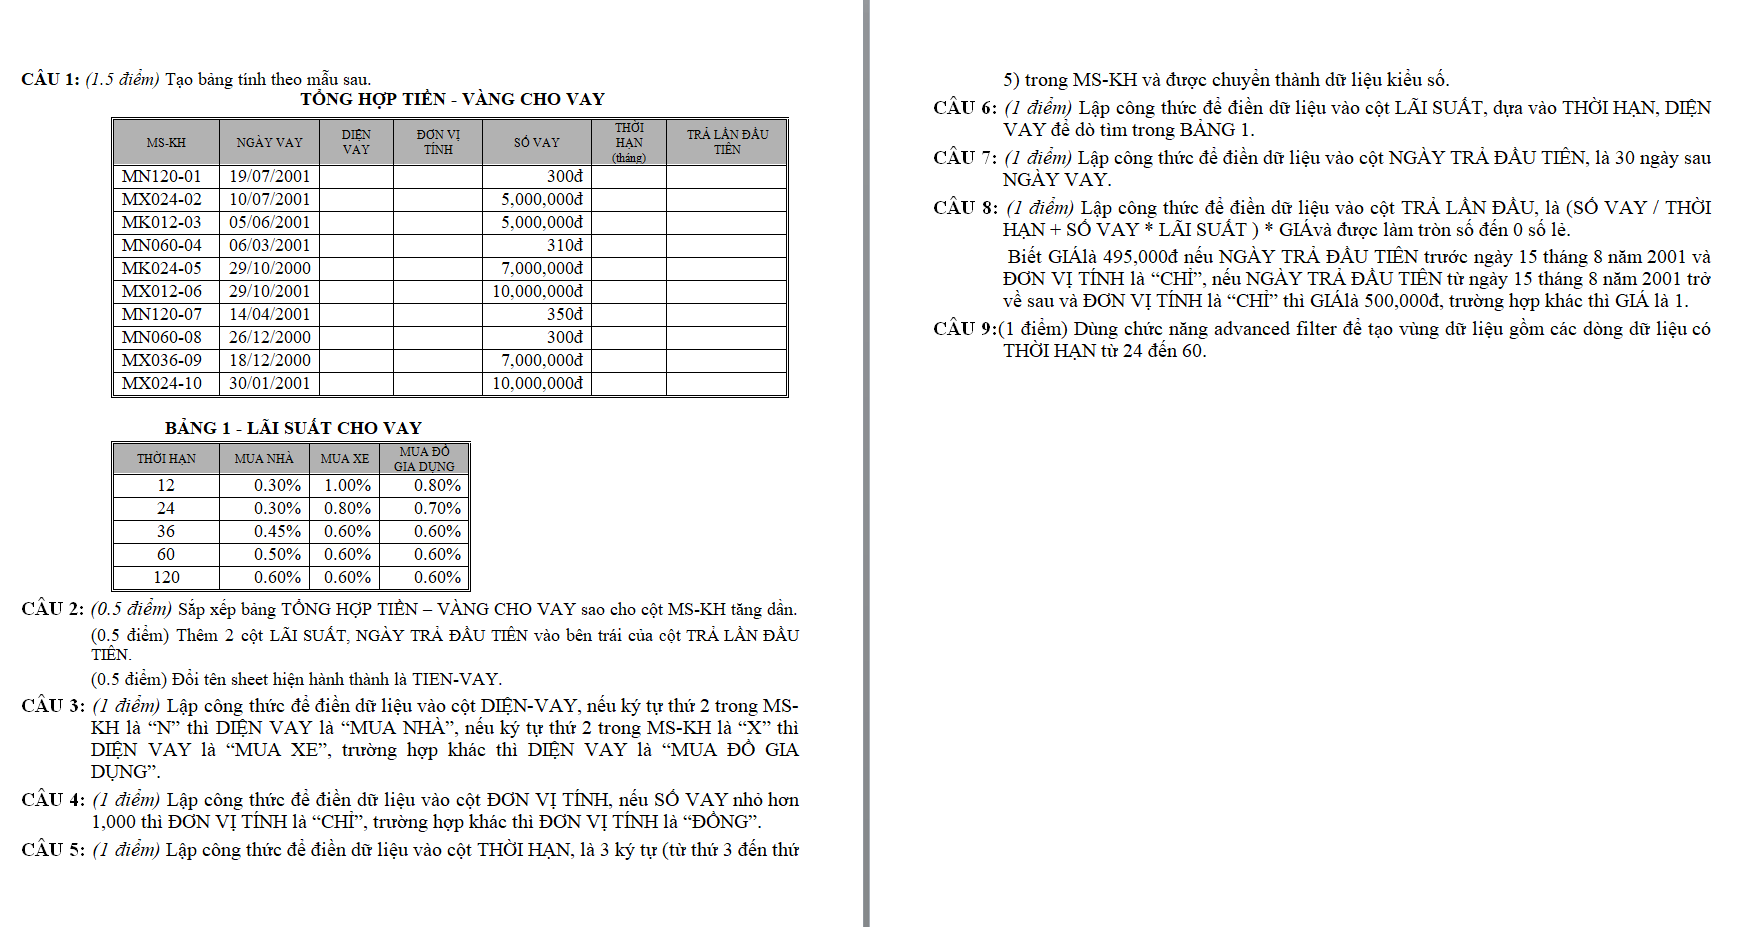 CÂU 1: (1.5 điểm) Tạo bảng tính theo mẫu sau.
TỔNG HỢP TIỀN - VÀNG CHO VAY
MS-KH NGÀY VAY DIỆN VAY ĐƠN VỊ TÍNH SỐ VAY THỜI HẠN (tháng) TRẢ LẦN ĐẦU TIÊN
MN120-01 19/07/2001 300đ
MX024-02 10/07/2001 5,000,000đ
MK012-03 05/06/2001 5,000,000đ
MN060-04 06/03/2001 310đ
MK024-05 29/10/2000 7,000,000đ
MX012-06 29/10/2001 10,000,000đ
MN120-07 14/04/2001 350đ
MN060-08 26/12/2000 300đ
MX036-09 18/12/2000 7,000,000đ
MX024-10 30/01/2001 10,000,000đ
BẢNG 1 - LÃI SUẤT CHO VAY
THỜI HẠN MUA NHÀ MUA XE MUA ĐỒ GIA DỤNG
12 0.30% 1.00% 0.80%
24 0.30% 0.80% 0.70%
36 0.45% 0.60% 0.60%
60 0.50% 0.60% 0.60%
120 0.60% 0.60% 0.60%
CÂU 2: (0.5 điểm) Sắp xếp bảng TỔNG HỢP TIỀN – VÀNG CHO VAY sao cho cột MS-KH tăng dần.
(0.5 điểm) Thêm 2 cột LÃI SUẤT, NGÀY TRẢ ĐẦU TIÊN vào bên trái của cột TRẢ LẦN ĐẦU
TIÊN.
(0.5 điểm) Đổi tên sheet hiện hành thành là TIEN-VAY.
CÂU 3: (1 điểm) Lập công thức để điền dữ liệu vào cột DIỆN-VAY, nếu ký tự thứ 2 trong MS-
KH là “N” thì DIỆN VAY là “MUA NHÀ”, nếu ký tự thứ 2 trong MS-KH là “X” thì
DIỆN VAY là “MUA XE”, trường hợp khác thì DIỆN VAY là “MUA ĐỒ GIA
DỤNG”.
CÂU 4: (1 điểm) Lập công thức để điền dữ liệu vào cột ĐƠN VỊ TÍNH, nếu SỐ VAY nhỏ hơn
1,000 thì ĐƠN VỊ TÍNH là “CHỈ”, trường hợp khác thì ĐƠN VỊ TÍNH là “ĐỒNG”.
CÂU 5: (1 điểm) Lập công thức để điền dữ liệu vào cột THỜI HẠN, là 3 ký tự (từ thứ 3 đến thứ
5) trong MS-KH và được chuyển thành dữ liệu kiểu số.
CÂU 6: (1 điểm) Lập công thức để điền dữ liệu vào cột LÃI SUẤT, dựa vào THỜI HẠN, DIỆN
VAY để dò tìm trong BẢNG 1.
CÂU 7: (1 điểm) Lập công thức để điền dữ liệu vào cột NGÀY TRẢ ĐẦU TIÊN, là 30 ngày sau
NGÀY VAY.
CÂU 8: (1 điểm) Lập công thức để điền dữ liệu vào cột TRẢ LẦN ĐẦU, là (SỐ VAY / THỜI
HẠN + SỐ VAY * LÃI SUẤT ) * GIÁvà được làm tròn số đến 0 số lẻ.
Biết GIÁlà 495,000đ nếu NGÀY TRẢ ĐẦU TIÊN trước ngày 15 tháng 8 năm 2001 và
ĐƠN VỊ TÍNH là “CHỈ”, nếu NGÀY TRẢ ĐẦU TIÊN từ ngày 15 tháng 8 năm 2001 trở
về sau và ĐƠN VỊ TÍNH là “CHỈ” thì GIÁlà 500,000đ, trường hợp khác thì GIÁ là 1.
CÂU 9:(1 điểm) Dùng chức năng advanced filter để tạo vùng dữ liệu gồm các dòng dữ liệu có
THỜI HẠN từ 24 đến 60.